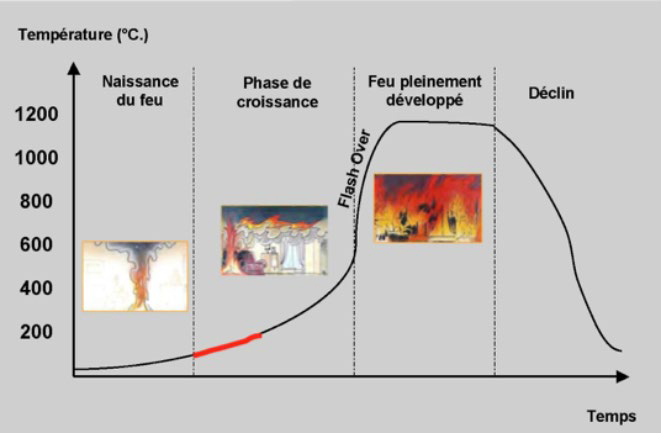 Température (°C.)
Naissance
du feu
Phase de
croissance
Feu pleinement
développé
Déclin
1200
1000
800
600
400
200
Flash Over
Temps